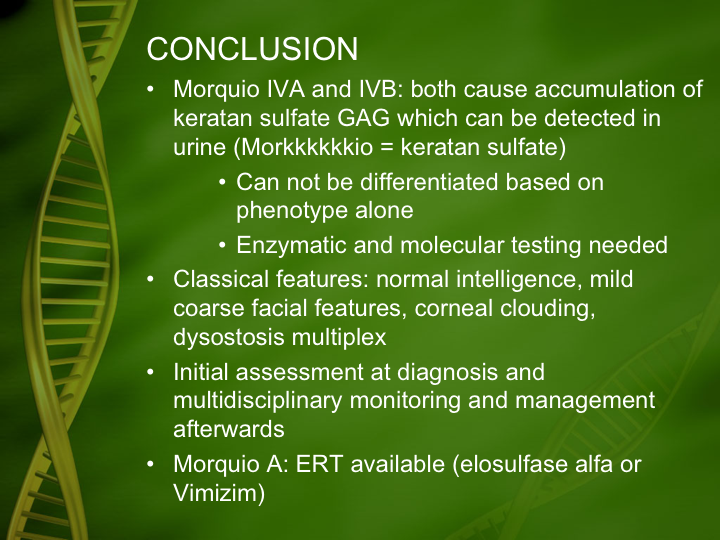 CONCLUSION
• Morquio IVA and IVB: both cause accumulation of
keratan sulfate GAG which can be detected in
urine (Morkkkkkkio = keratan sulfate)
• Can not be differentiated based on
phenotype alone
• Enzymatic and molecular testing needed
• Classical features: normal intelligence, mild
coarse facial features, corneal clouding,
dysostosis multiplex
• Initial assessment at diagnosis and
multidisciplinary monitoring and management
afterwards
• Morquio A: ERT available (elosulfase alfa or
Vimizim)